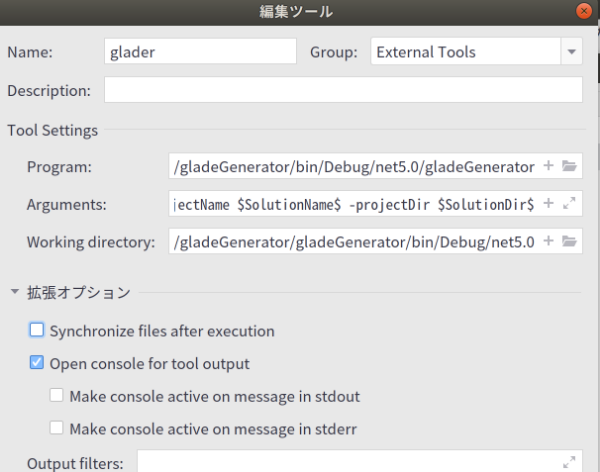 編集ツール
Name: glader Group: External Tools
Description:
Tool Settings
Program: /gladeGenerator/bin/Debug/net5.0/gladeGenerator
Arguments: jectName $SolutionName$ -projectDir $SolutionDir$
Working directory: /gladeGenerator/gladeGenerator/bin/Debug/net5.0
拡張オプション
Synchronize files after execution
Open console for tool output
Make console active on message in stdout
Make console active on message in stderr
Output filters: